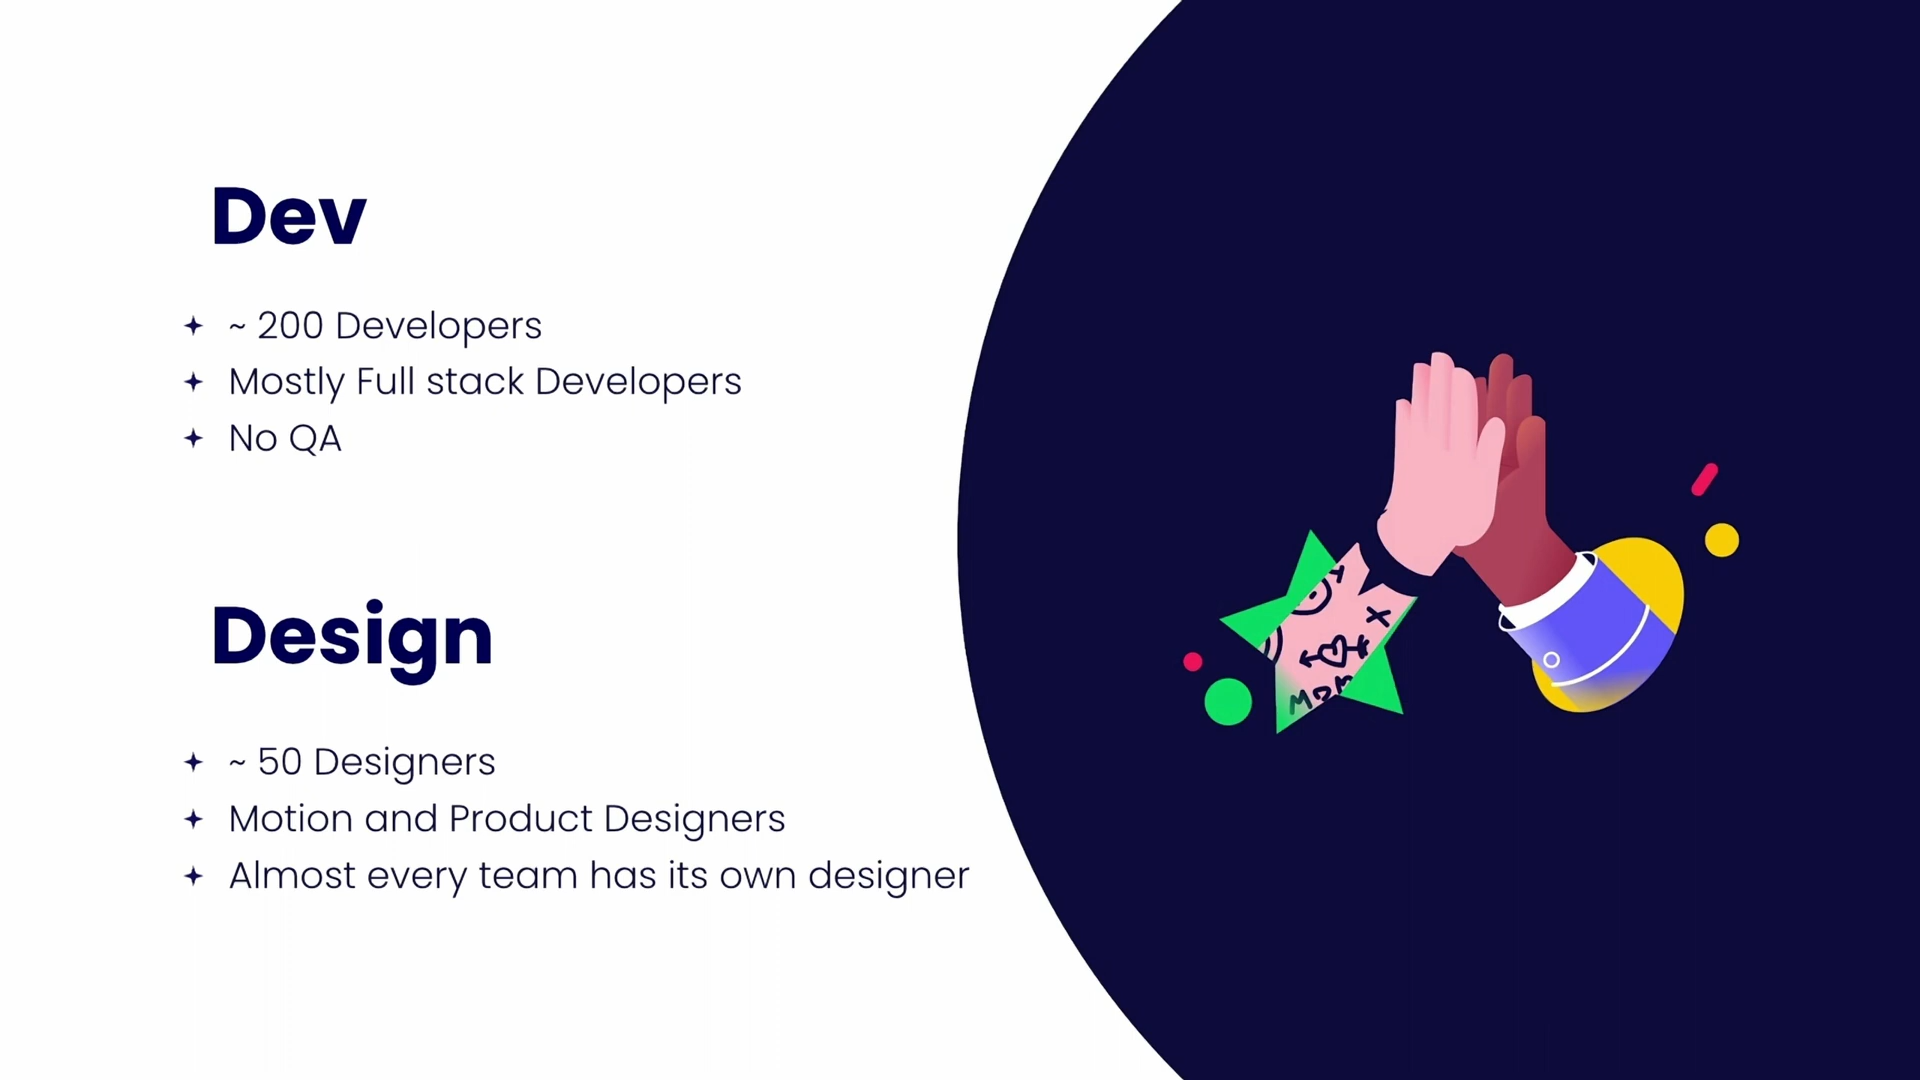 Dev
~ 200 Developers
Mostly Full stack Developers
No QA
Design
~ 50 Designers
Motion and Product Designers
Almost every team has its own designer
X
MOM